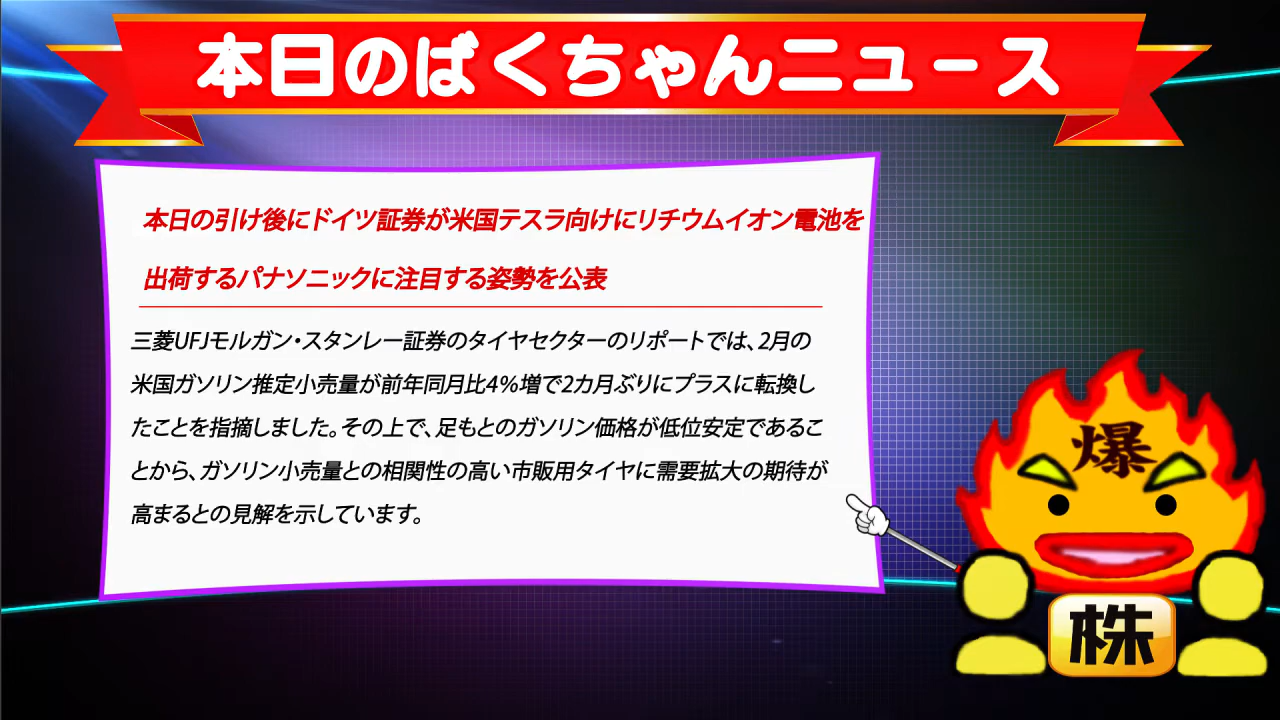 本日のばくちゃんニュース
本日の引け後にドイツ証券が米国テスラ向けにリチウムイオン電池を
出荷するパナソニックに注目する姿勢を公表
三菱UFJモルガン・スタンレー証券のタイヤセクターのリポートでは、2月の
米国ガソリン推定小売量が前年同月比4%増で2カ月ぶりにプラスに転換し
たことを指摘しました。その上で、足もとのガソリン価格が低位安定であるこ
とから、ガソリン小売量との相関性の高い市販用タイヤに需要拡大の期待が
高まるとの見解を示しています。
爆
株